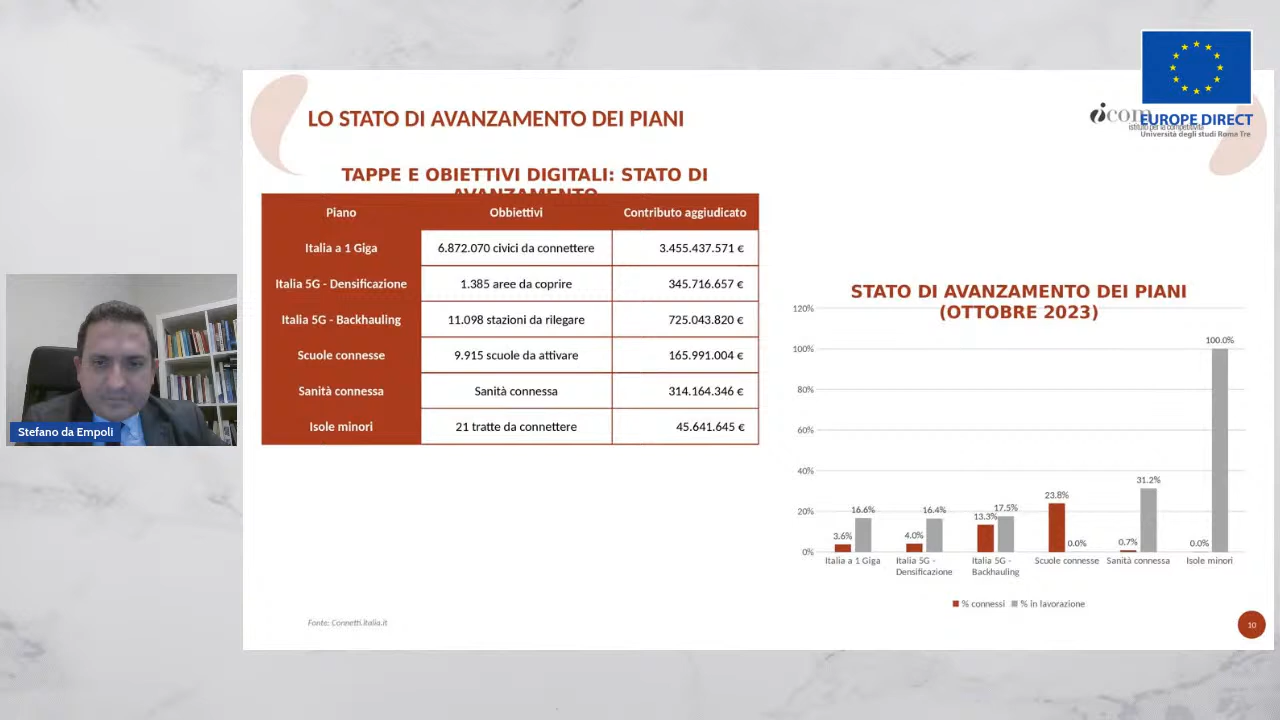 LO STATO DI AVANZAMENTO DEI PIANI
icom
istituto per la competitività
EUROPE DIRECT
Università degli studi Roma Tre
TAPPE E OBIETTIVI DIGITALI: STATO DI
AVANZAMENTO
Piano Obbiettivi Contributo aggiudicato
Italia a 1 Giga 6.872.070 civici da connettere 3.455.437.571 €
Italia 5G - Densificazione 1.385 aree da coprire 345.716.657 €
Italia 5G - Backhauling 11.098 stazioni da rilegare 725.043.820 €
Scuole connesse 9.915 scuole da attivare 165.991.004 €
Sanità connessa Sanità connessa 314.164.346 €
Isole minori 21 tratte da connettere 45.641.645 €
Stefano da Empoli
STATO DI AVANZAMENTO DEI PIANI
(OTTOBRE 2023)
120%
100%
80%
60%
40%
20%
0%
3.6% 16.6% 4.0% 16.4% 13.3% 17.5% 23.8% 0.0% 0.7% 31.2% 0.0% 100.0%
Italia a 1 Giga
Italia 5G -
Densificazione
Italia 5G -
Backhauling
Scuole connesse
Sanità connessa
Isole minori
% connessi % in lavorazione
Fonte: Connetti.Italia.it
10